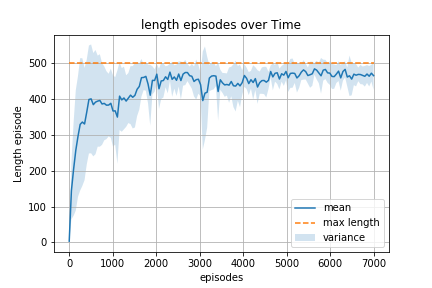 length episodes over Time
Length episode
500
400
300
200
100
0
mean
max length
variance
0 1000 2000 3000 4000 5000 6000 7000
episodes